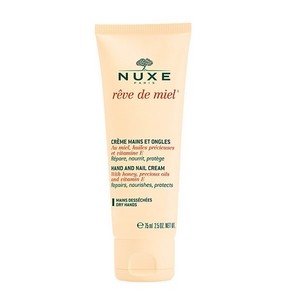 NUXE
PARIS
rêve de miel®
CRÈME MAINS ET ONGLES
Au miel, huiles précieuses
et vitamine E
Répare, nourrit, protège
HAND AND NAIL CREAM
With honey, precious oils
and vitamin E
Repairs, nourishes, protects
MAINS DESSÉCHÉES
DRY HANDS
e 75 ml 2.5 OZ. NET WT.